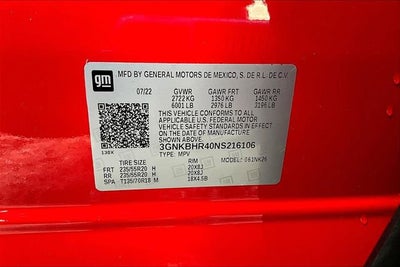 gm
MFD BY GENERAL MOTORS DE MEXICO, S. DE R.L. DE C.V.
07/22 GVWR GAWR FRT GAWR RR
2722 KG 1350 KG 1450 KG
6001 LB 2976 LB 3196 LB
THIS VEHICLE CONFORMS TO ALL
APPLICABLE U.S. FEDERAL MOTOR
VEHICLE SAFETY STANDARDS IN EFFECT
ON THE DATE OF MANUFACTURE
SHOWN ABOVE.
3GNKBHR40NS216106
TYPE: MPV MODEL: 061NK26
TIRE SIZE RIM
FRT 235/55R20 H 20X8J
RR 235/55R20 H 20X8J
SPA T135/70R18 M 18X4.5B